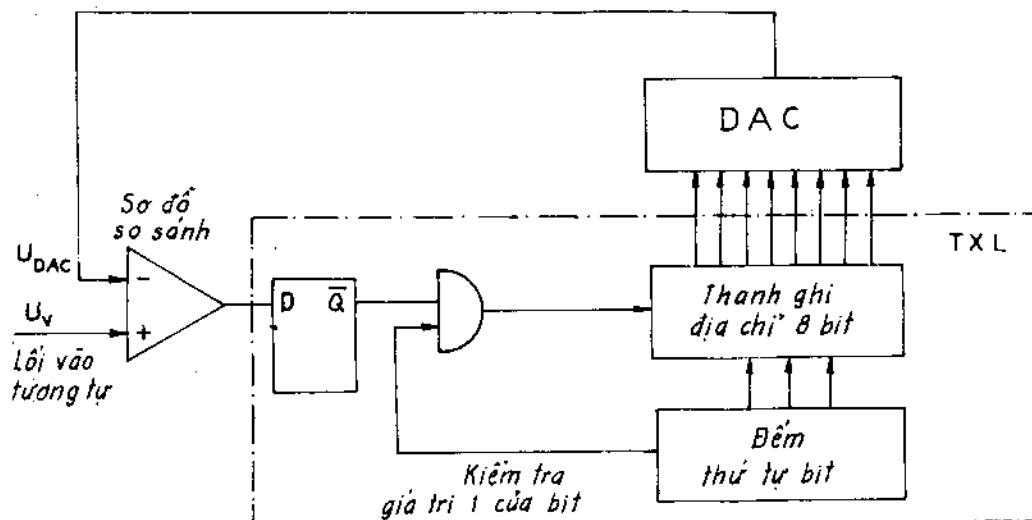 DAC
Sơ đồ
so sánh
TXL
U_DAC
-
D Q̅
Thanh ghi
địa chỉ 8 bit
U_V
+
Lối vào
tương tự
Đếm
thứ tự bit
Kiểm tra
giá trị 1 của bit